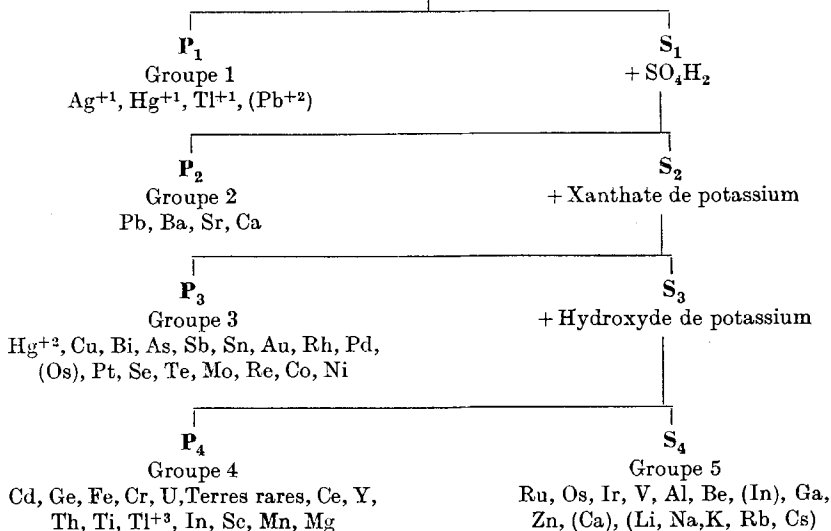 P₁ S₁
Groupe 1 + SO₄H₂
Ag⁺¹, Hg⁺¹, Tl⁺¹, (Pb⁺²)
P₂ S₂
Groupe 2 + Xanthate de potassium
Pb, Ba, Sr, Ca
P₃ S₃
Groupe 3 + Hydroxyde de potassium
Hg⁺², Cu, Bi, As, Sb, Sn, Au, Rh, Pd,
(Os), Pt, Se, Te, Mo, Re, Co, Ni
P₄ S₄
Groupe 4 Groupe 5
Cd, Ge, Fe, Cr, U,Terres rares, Ce, Y, Ru, Os, Ir, V, Al, Be, (In), Ga,
Th, Ti, Tl⁺³, In, Sc, Mn, Mg Zn, (Ca), (Li, Na,K, Rb, Cs)